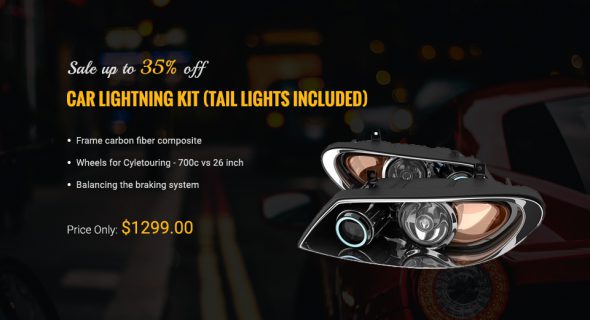 Sale up to 35% off
CAR LIGHTNING KIT (TAIL LIGHTS INCLUDED)
Frame carbon fiber composite
Wheels for Cyletouring - 700c vs 26 inch
Balancing the braking system
Price Only: $1299.00